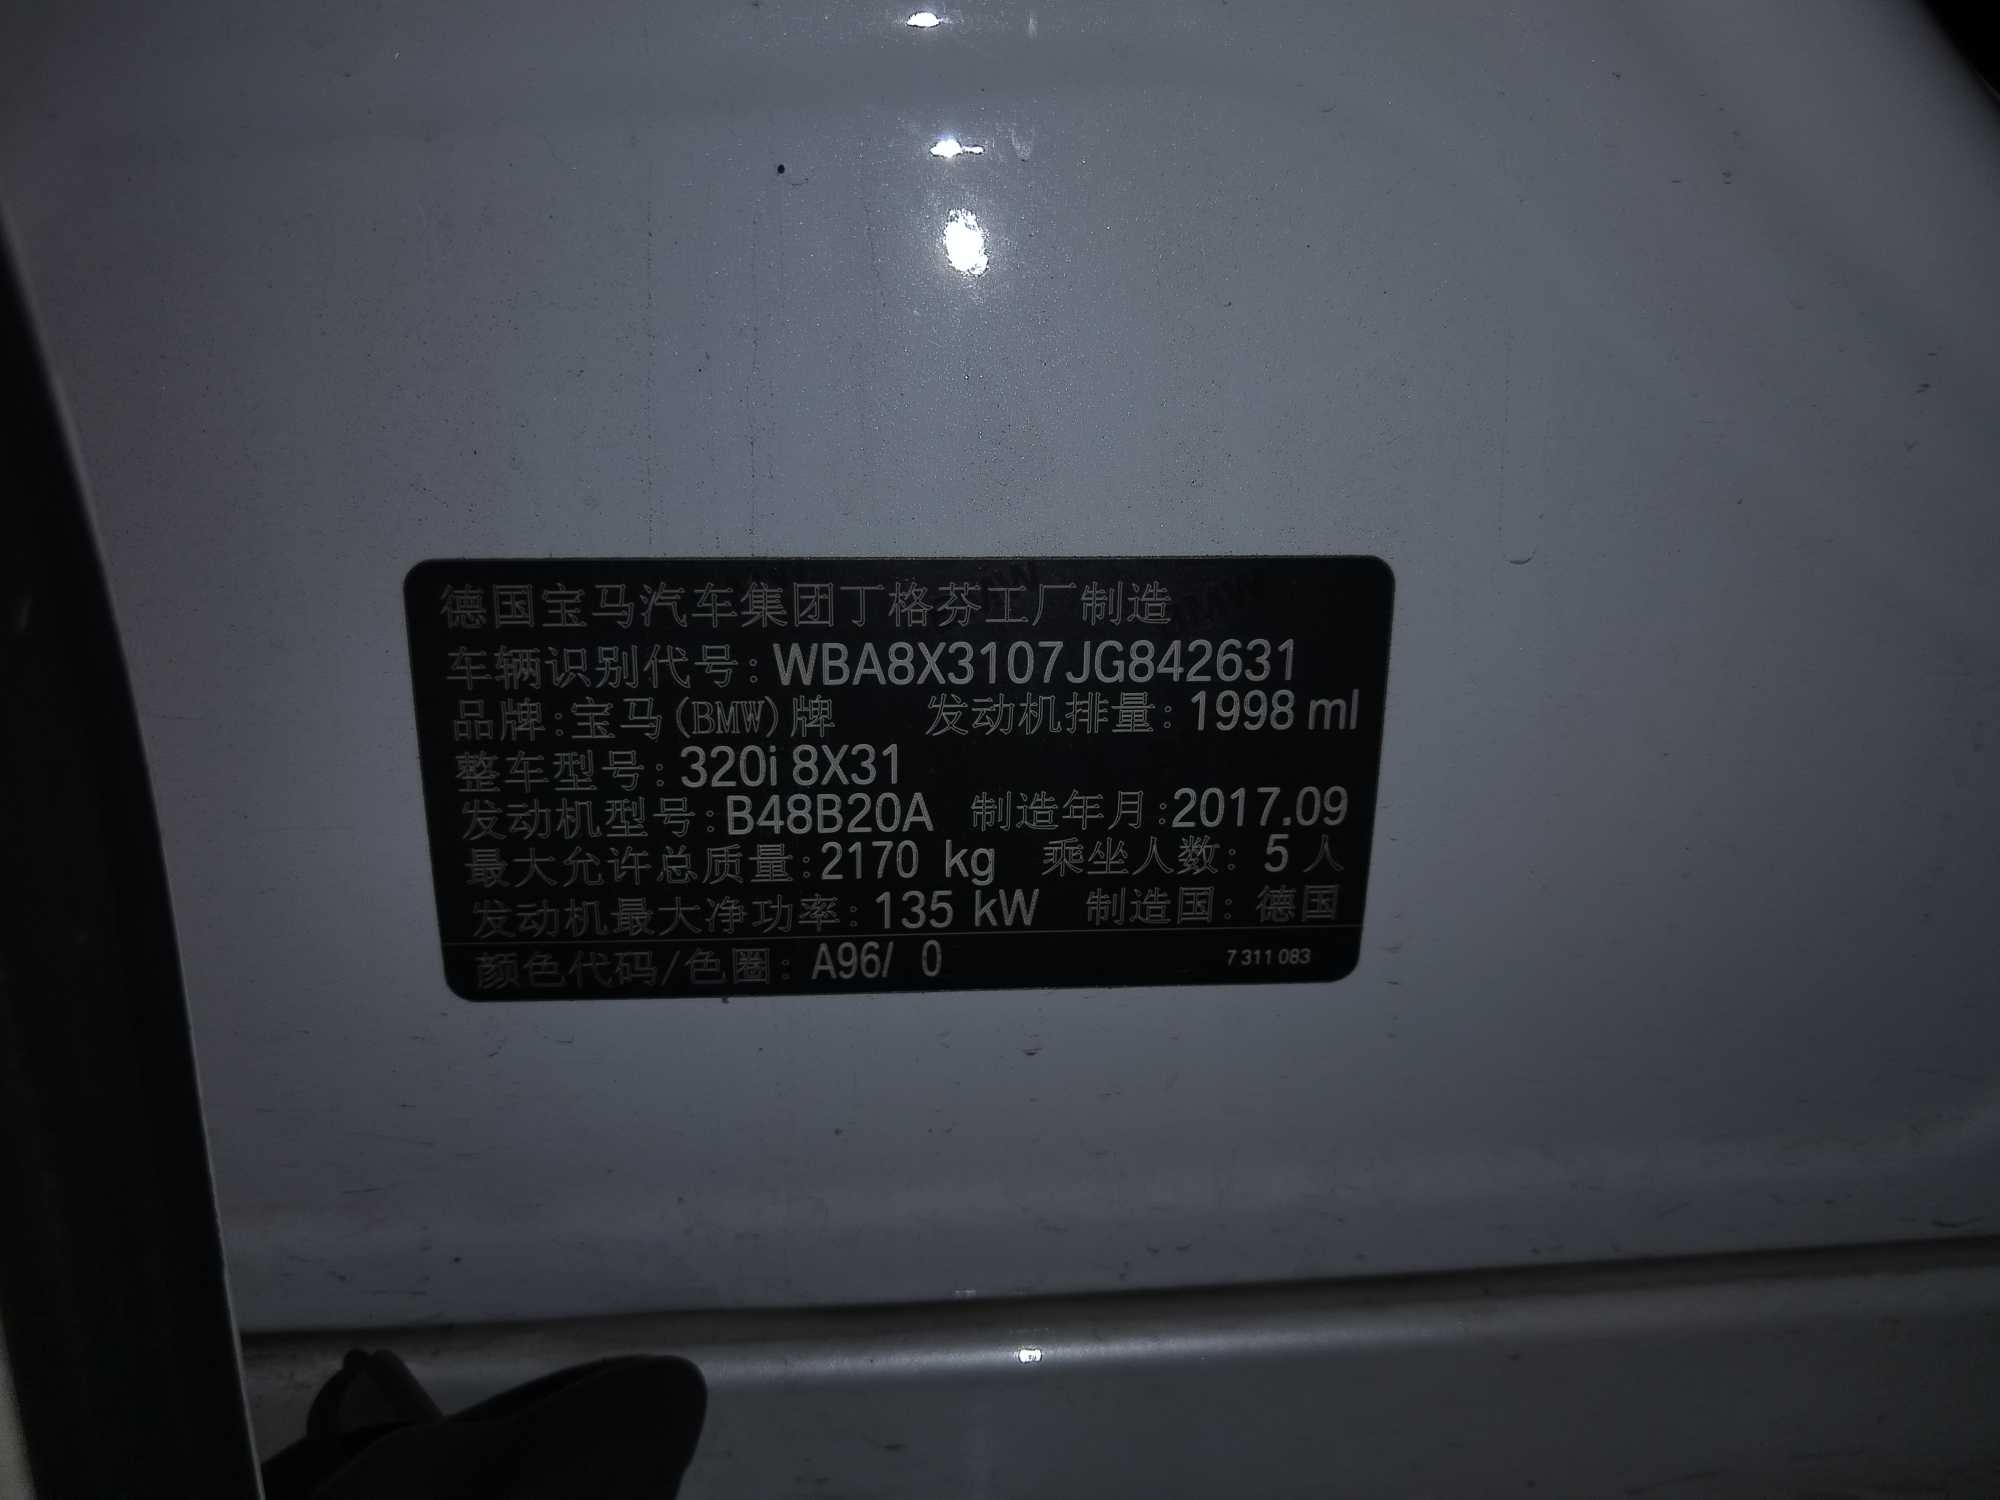 德国宝马汽车集团丁格芬工厂制造
车辆识别代号: WBA8X3107JG842631
品牌: 宝马(BMW)牌 发动机排量: 1998 ml
整车型号: 320i 8X31
发动机型号: B48B20A 制造年月: 2017.09
最大允许总质量: 2170 kg 乘坐人数: 5 人
发动机最大净功率: 135 kW 制造国: 德国
颜色代码/色圈: A96/ 0 7 311 083